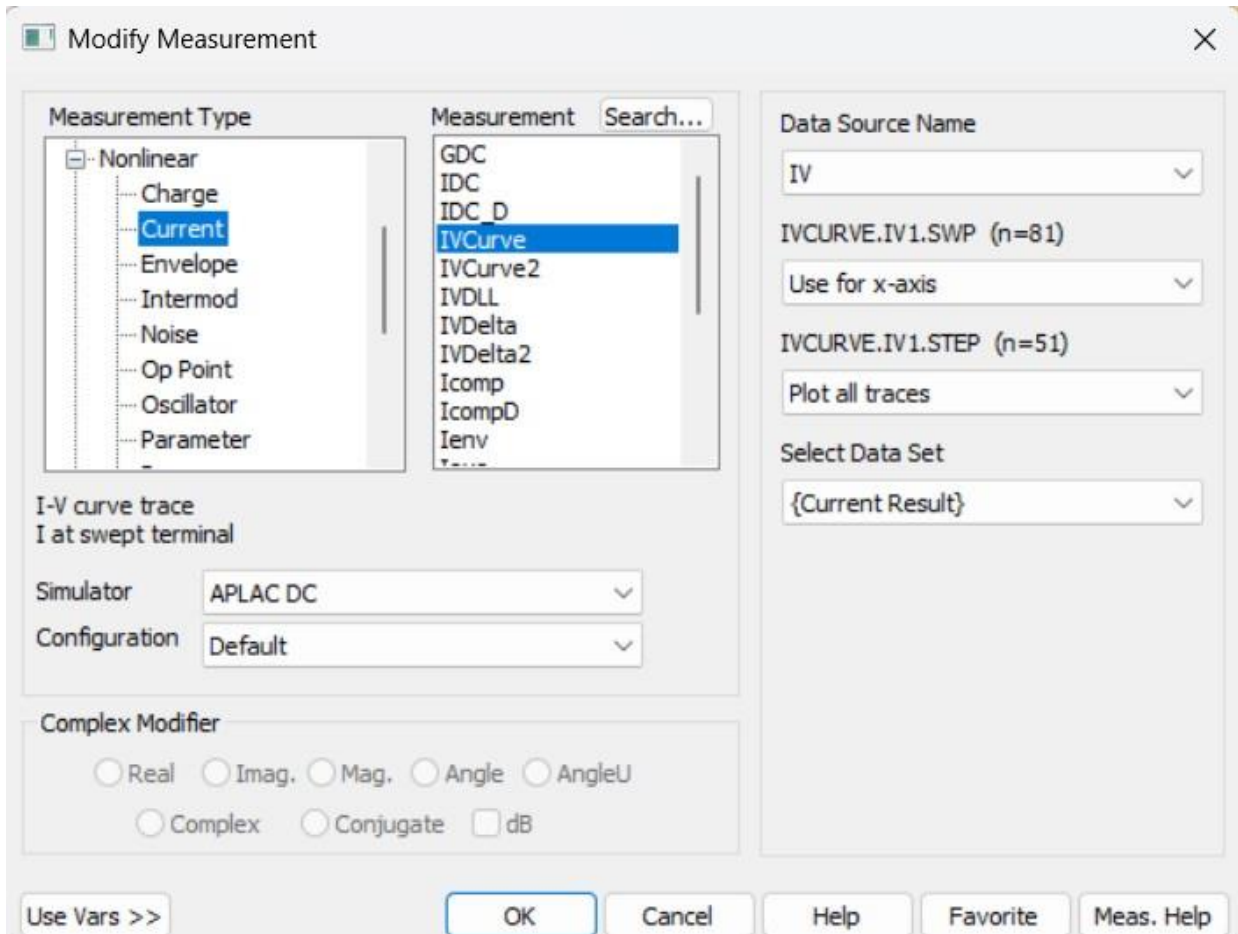 Modify Measurement
Measurement Type
Nonlinear
Charge
Current
Envelope
Intermod
Noise
Op Point
Oscillator
Parameter
Measurement
Search...
GDC
IDC
IDC_D
IVCurve
IVCurve2
IVDLL
IVDelta
IVDelta2
Icomp
IcompD
Ienv
I-V curve trace
I at swept terminal
Simulator
APLAC DC
Configuration
Default
Complex Modifier
Real Imag. Mag. Angle AngleU
Complex Conjugate dB
Data Source Name
IV
IVCURVE.IV1.SWP (n=81)
Use for x-axis
IVCURVE.IV1.STEP (n=51)
Plot all traces
Select Data Set
{Current Result}
Use Vars >> OK Cancel Help Favorite Meas. Help